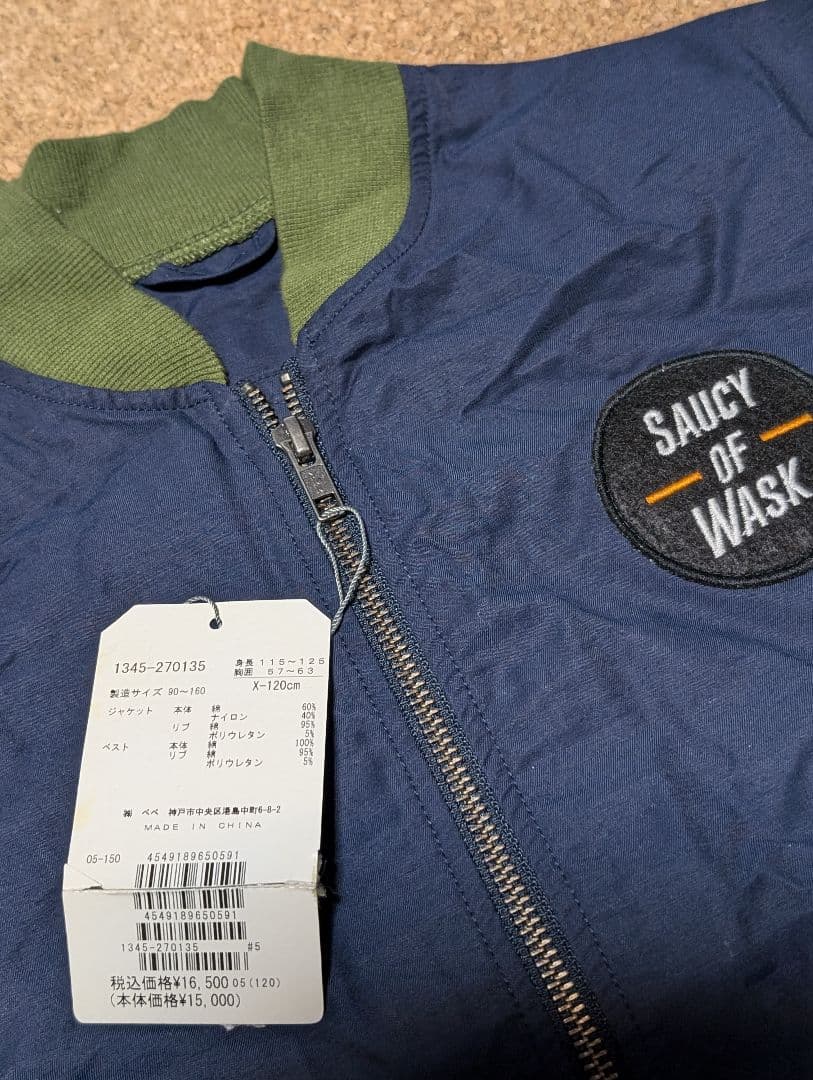 SAUCY
OF
WASK
1345-270135
身長 115〜125
胸囲 57〜63
製造サイズ 90〜160 X-120cm
ジャケット 本体 綿 60%
ナイロン 40%
リブ 綿 95%
ポリウレタン 5%
ベスト 本体 綿 100%
リブ 綿 95%
ポリウレタン 5%
㈱ べべ 神戸市中央区港島中町6-8-2
MADE IN CHINA
05-150 4549189650591
4549189650591
1345-270135 #5
税込価格¥16,500 05(120)
(本体価格¥15,000)